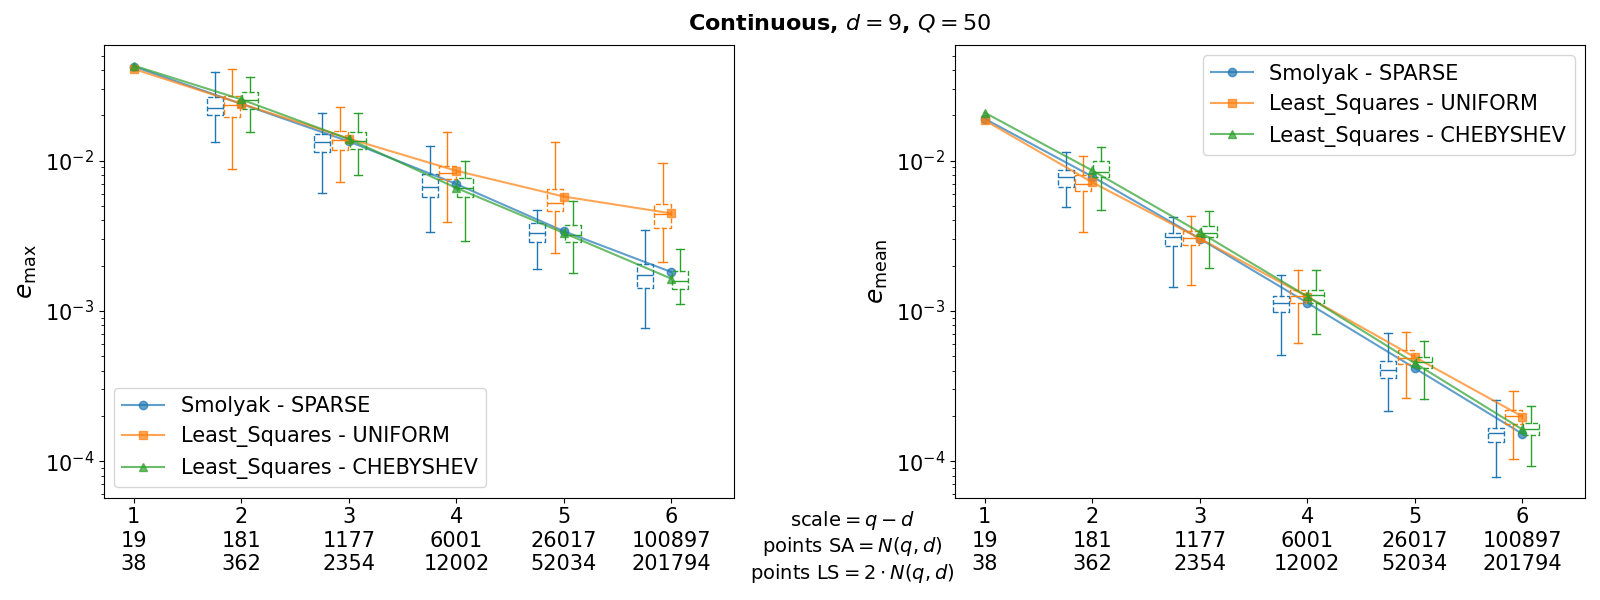 Continuous, d = 9, Q = 50
e_max
10^{-2}
10^{-3}
10^{-4}
Smolyak - SPARSE
Least_Squares - UNIFORM
Least_Squares - CHEBYSHEV
1 2 3 4 5 6
19 181 1177 6001 26017 100897
38 362 2354 12002 52034 201794
scale = q − d
points SA = N(q, d)
points LS = 2 · N(q, d)
e_mean
10^{-2}
10^{-3}
10^{-4}
Smolyak - SPARSE
Least_Squares - UNIFORM
Least_Squares - CHEBYSHEV
1 2 3 4 5 6
19 181 1177 6001 26017 100897
38 362 2354 12002 52034 201794